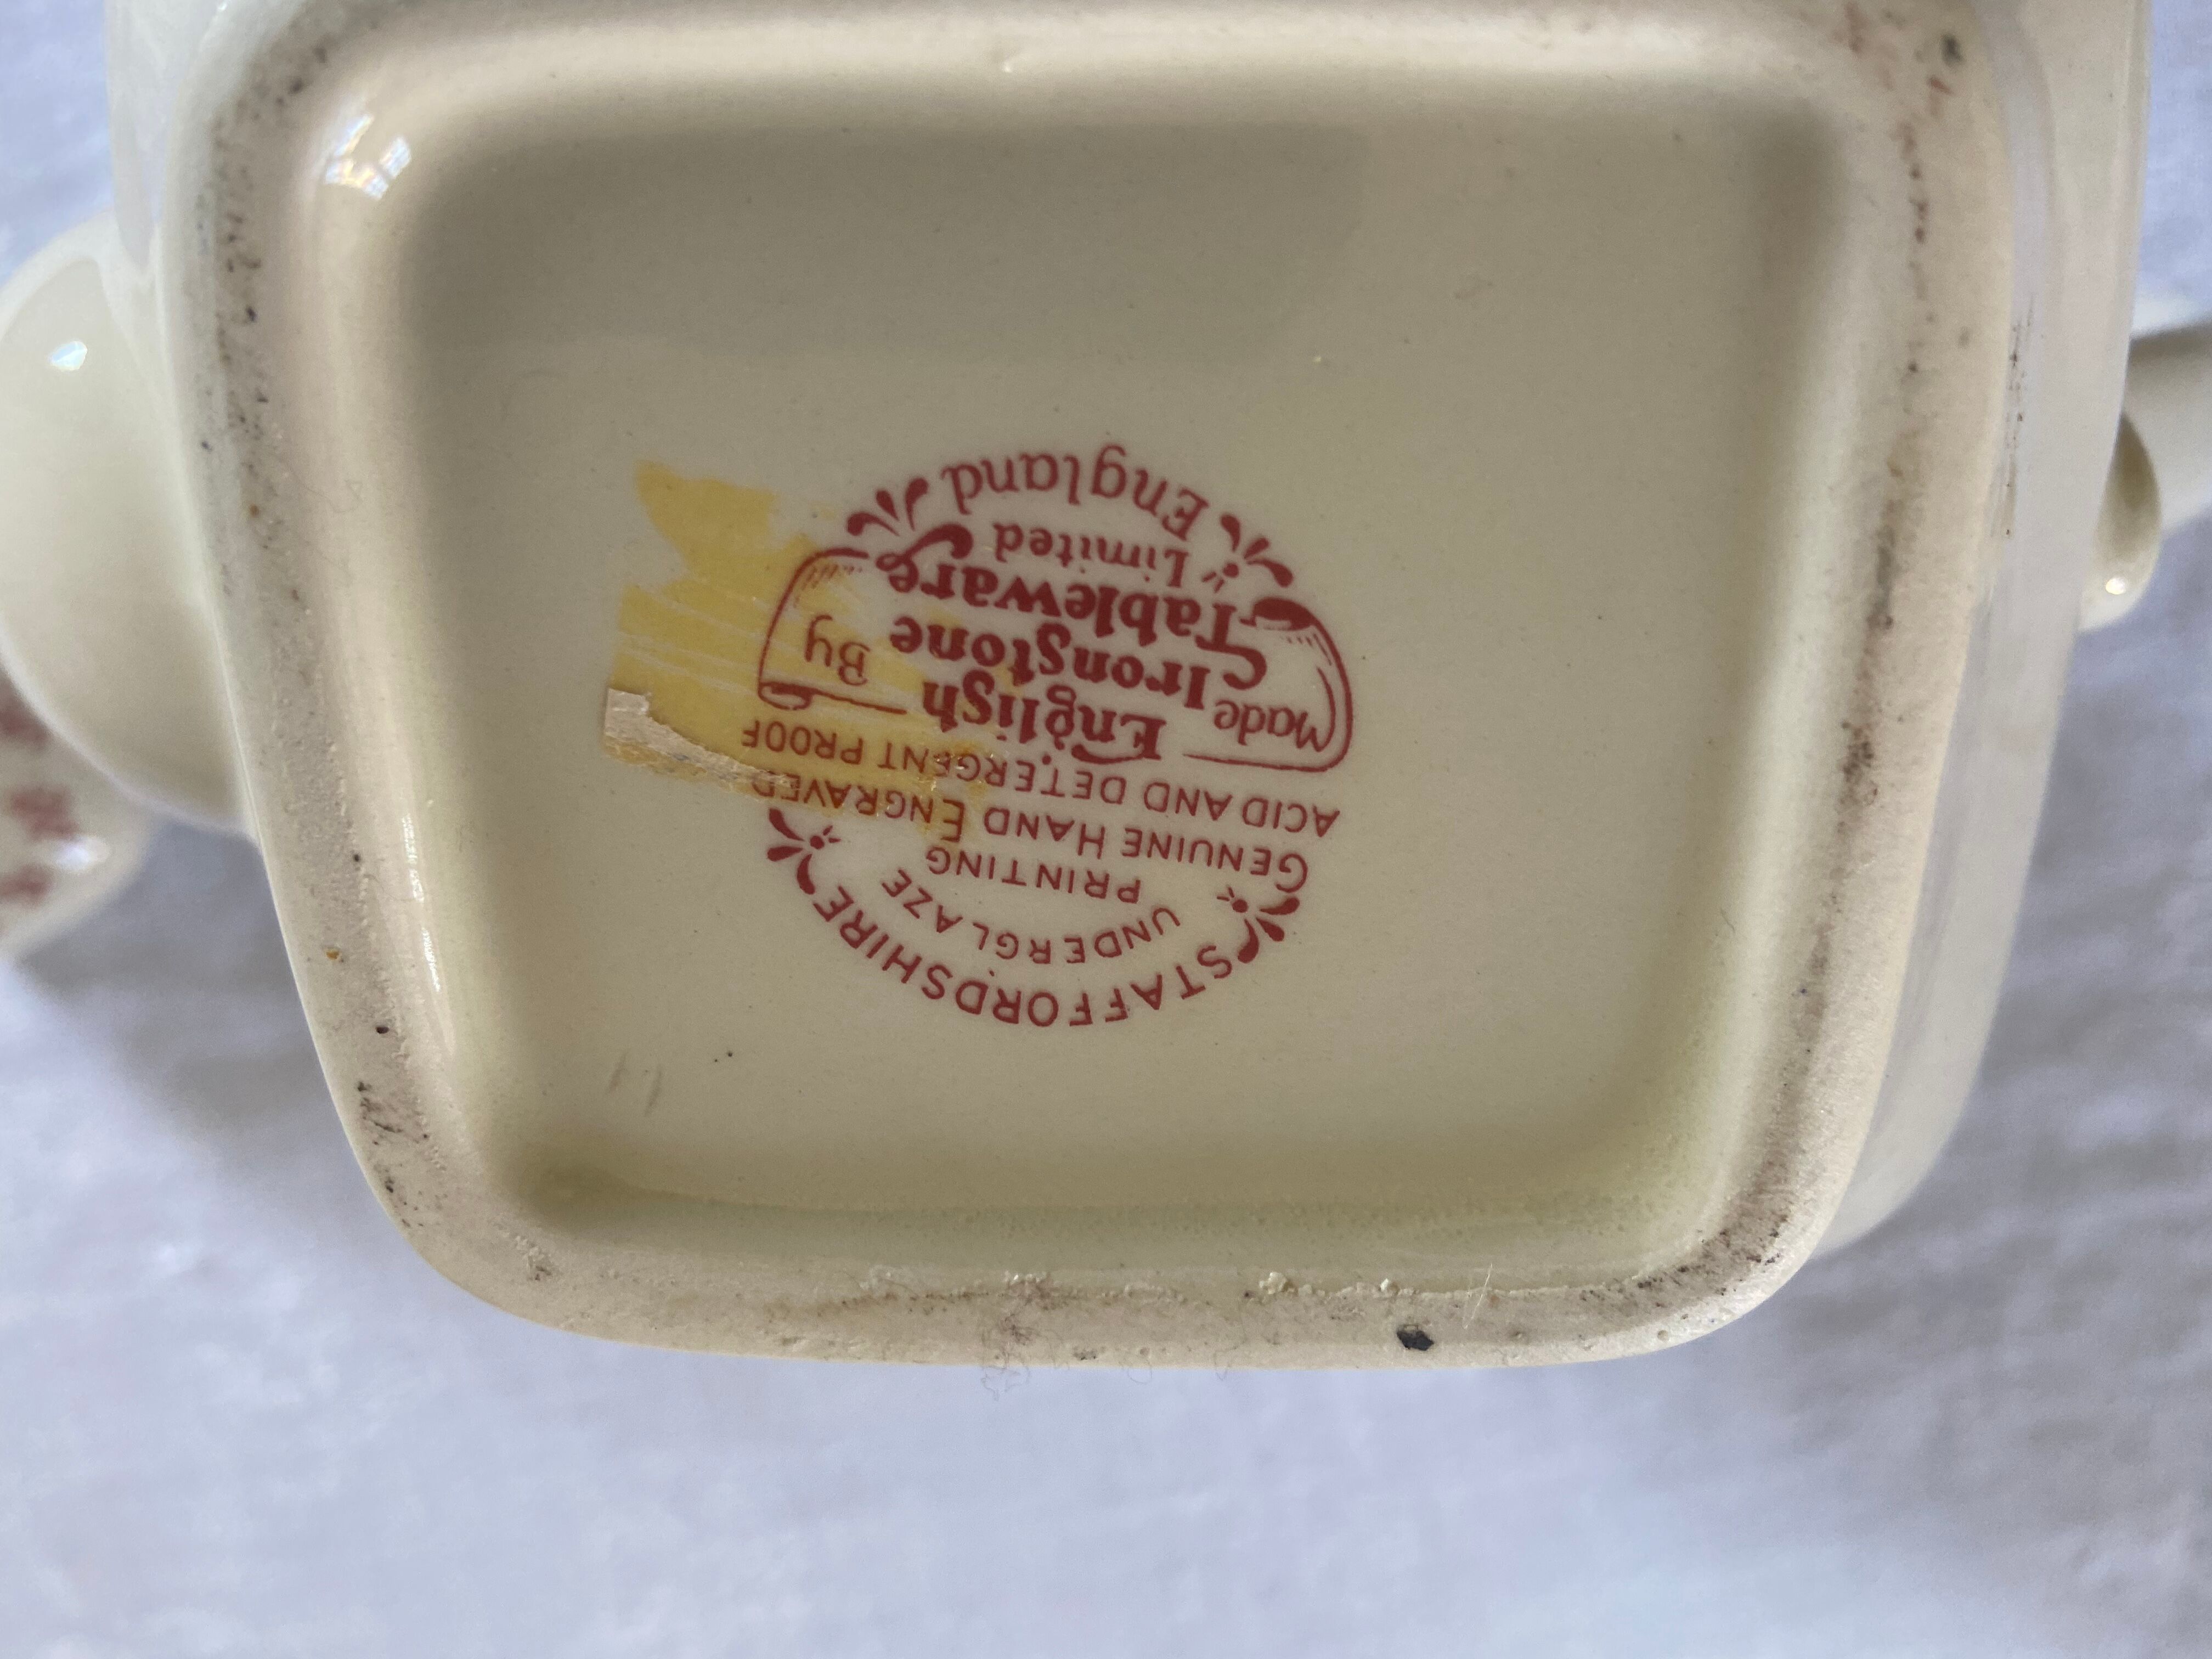 STAFFORDSHIRE
UNDERGLAZE
PRINTING
GENUINE HAND ENGRAVED
ACID AND DETERGENT PROOF
Made English By
Ironstone
Tableware
Limited
England